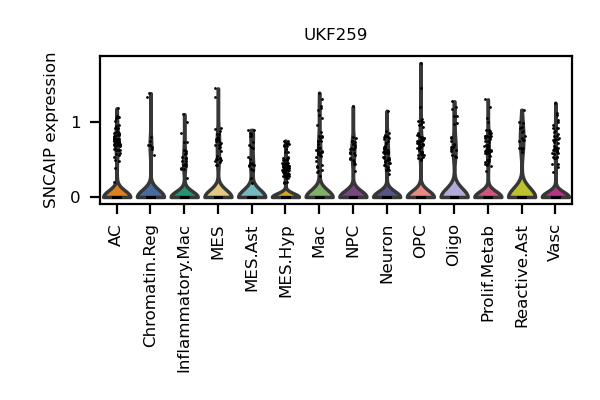 UKF259
SNCAIP expression
1
0
AC
Chromatin.Reg
Inflammatory.Mac
MES
MES.Ast
MES.Hyp
Mac
NPC
Neuron
OPC
Oligo
Prolif.Metab
Reactive.Ast
Vasc